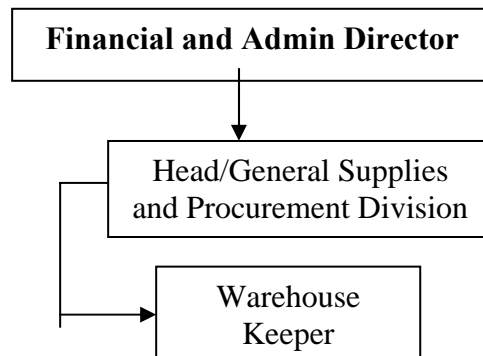 Financial and Admin Director
Head/General Supplies
and Procurement Division
Warehouse
Keeper